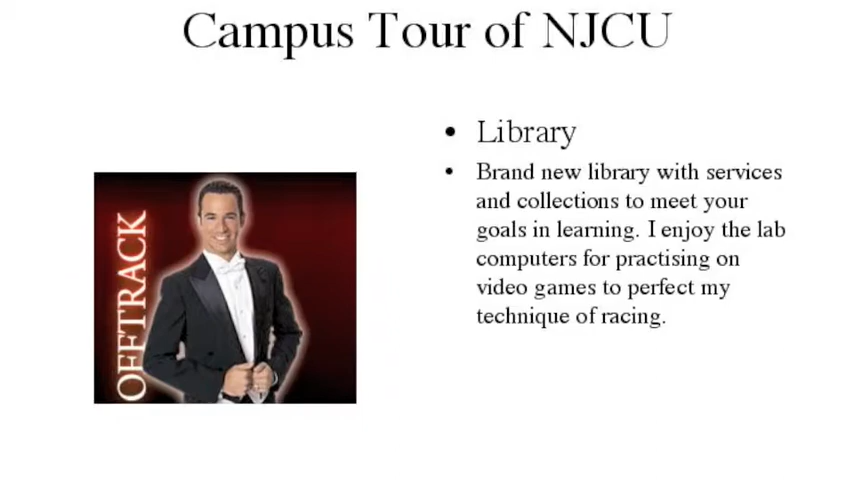 Campus Tour of NJCU
OFFTRACK
• Library
• Brand new library with services
and collections to meet your
goals in learning. I enjoy the lab
computers for practising on
video games to perfect my
technique of racing.